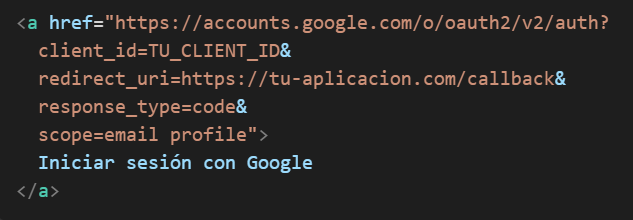 <a href="https://accounts.google.com/o/oauth2/v2/auth?
client_id=TU_CLIENT_ID&
redirect_uri=https://tu-aplicacion.com/callback&
response_type=code&
scope=email profile">
Iniciar sesión con Google
</a>